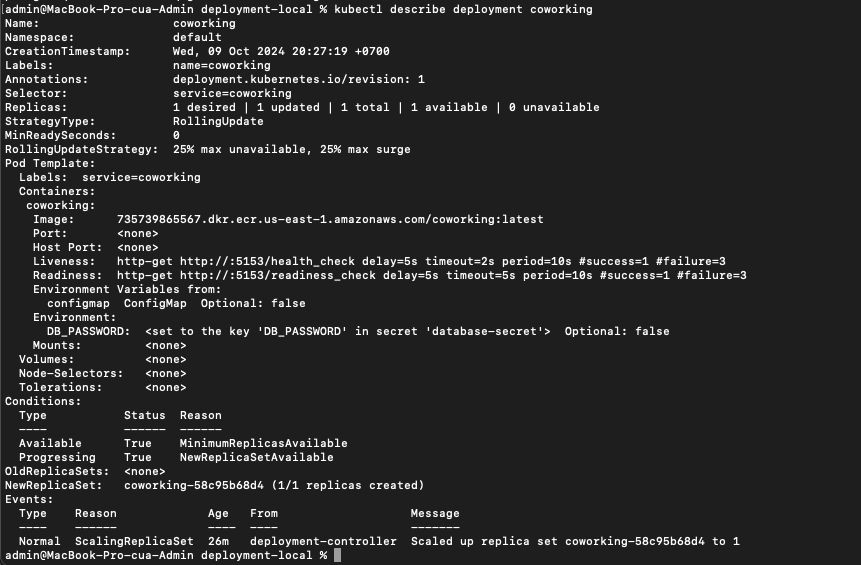 [admin@MacBook-Pro-cua-Admin deployment-local % kubectl describe deployment coworking
Name:                   coworking
Namespace:              default
CreationTimestamp:      Wed, 09 Oct 2024 20:27:19 +0700
Labels:                 name=coworking
Annotations:            deployment.kubernetes.io/revision: 1
Selector:               service=coworking
Replicas:               1 desired | 1 updated | 1 total | 1 available | 0 unavailable
StrategyType:           RollingUpdate
MinReadySeconds:        0
RollingUpdateStrategy:  25% max unavailable, 25% max surge
Pod Template:
  Labels:  service=coworking
  Containers:
   coworking:
    Image:      735739865567.dkr.ecr.us-east-1.amazonaws.com/coworking:latest
    Port:       <none>
    Host Port:  <none>
    Liveness:   http-get http://:5153/health_check delay=5s timeout=2s period=10s #success=1 #failure=3
    Readiness:  http-get http://:5153/readiness_check delay=5s timeout=5s period=10s #success=1 #failure=3
    Environment Variables from:
      configmap  ConfigMap  Optional: false
    Environment:
      DB_PASSWORD:  <set to the key 'DB_PASSWORD' in secret 'database-secret'>  Optional: false
    Mounts:         <none>
  Volumes:          <none>
  Node-Selectors:   <none>
  Tolerations:      <none>
Conditions:
  Type           Status  Reason
  ----           ------  ------
  Available      True    MinimumReplicasAvailable
  Progressing    True    NewReplicaSetAvailable
OldReplicaSets:  <none>
NewReplicaSet:   coworking-58c95b68d4 (1/1 replicas created)
Events:
  Type    Reason             Age   From                   Message
  ----    ------             ----  ----                   -------
  Normal  ScalingReplicaSet  26m   deployment-controller  Scaled up replica set coworking-58c95b68d4 to 1
admin@MacBook-Pro-cua-Admin deployment-local %